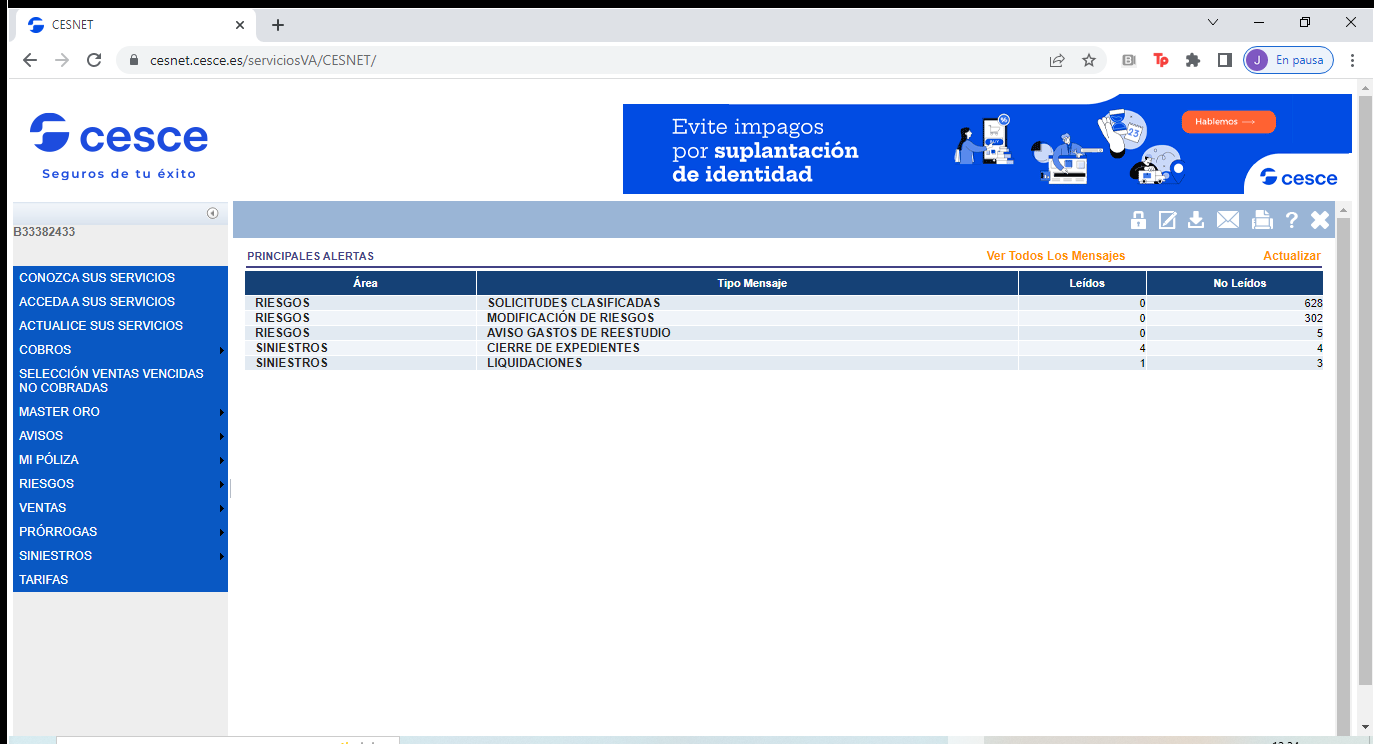 CESNET
cesnet.cesce.es/serviciosVA/CESNET/
BI
Tp
J
En pausa
cesce
Seguros de tu éxito
Evite impagos
por suplantación
de identidad
%
23
Hablemos
cesce
B33382433
CONOZCA SUS SERVICIOS
ACCEDA A SUS SERVICIOS
ACTUALICE SUS SERVICIOS
COBROS
SELECCIÓN VENTAS VENCIDAS
NO COBRADAS
MASTER ORO
AVISOS
MI PÓLIZA
RIESGOS
VENTAS
PRÓRROGAS
SINIESTROS
TARIFAS
?
PRINCIPALES ALERTAS Ver Todos Los Mensajes Actualizar
Área Tipo Mensaje Leídos No Leídos
RIESGOS SOLICITUDES CLASIFICADAS 0 628
RIESGOS MODIFICACIÓN DE RIESGOS 0 302
RIESGOS AVISO GASTOS DE REESTUDIO 0 5
SINIESTROS CIERRE DE EXPEDIENTES 4 4
SINIESTROS LIQUIDACIONES 1 3